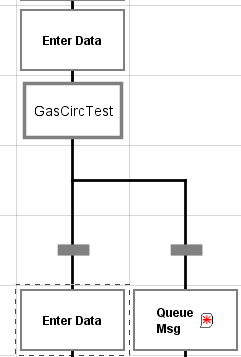 Enter Data
GasCircTest
Enter Data
Queue
Msg